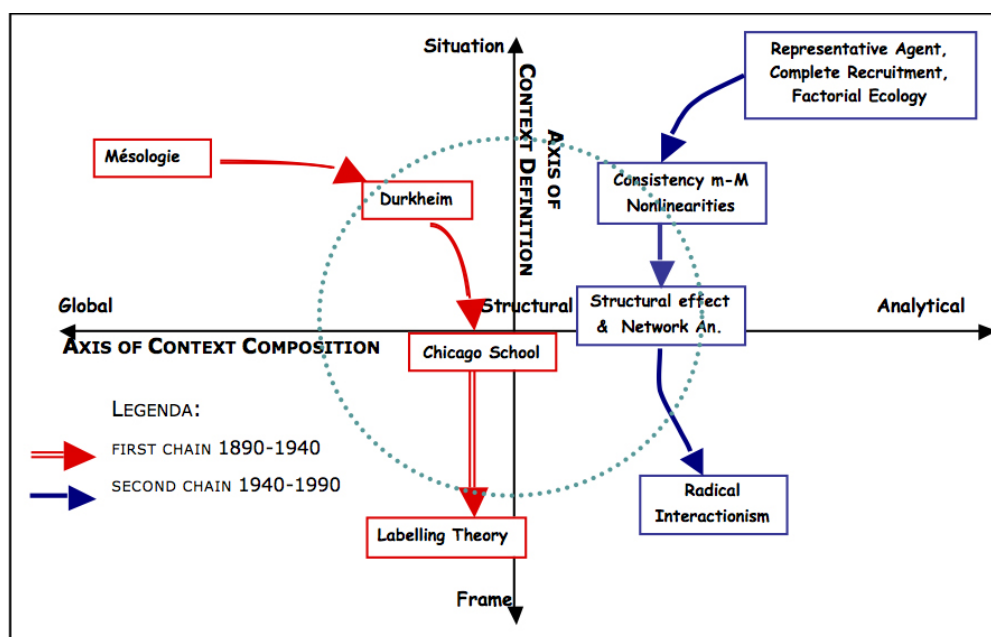 Situation
Representative Agent,
Complete Recruitment,
Factorial Ecology
AXIS OF
CONTEXT DEFINITION
Mésologie
Durkheim
Consistency m-M
Nonlinearities
Global
Structural
Structural effect
& Network An.
Analytical
AXIS OF CONTEXT COMPOSITION
Chicago School
LEGENDA:
FIRST CHAIN 1890-1940
SECOND CHAIN 1940-1990
Radical
Interactionism
Labelling Theory
Frame